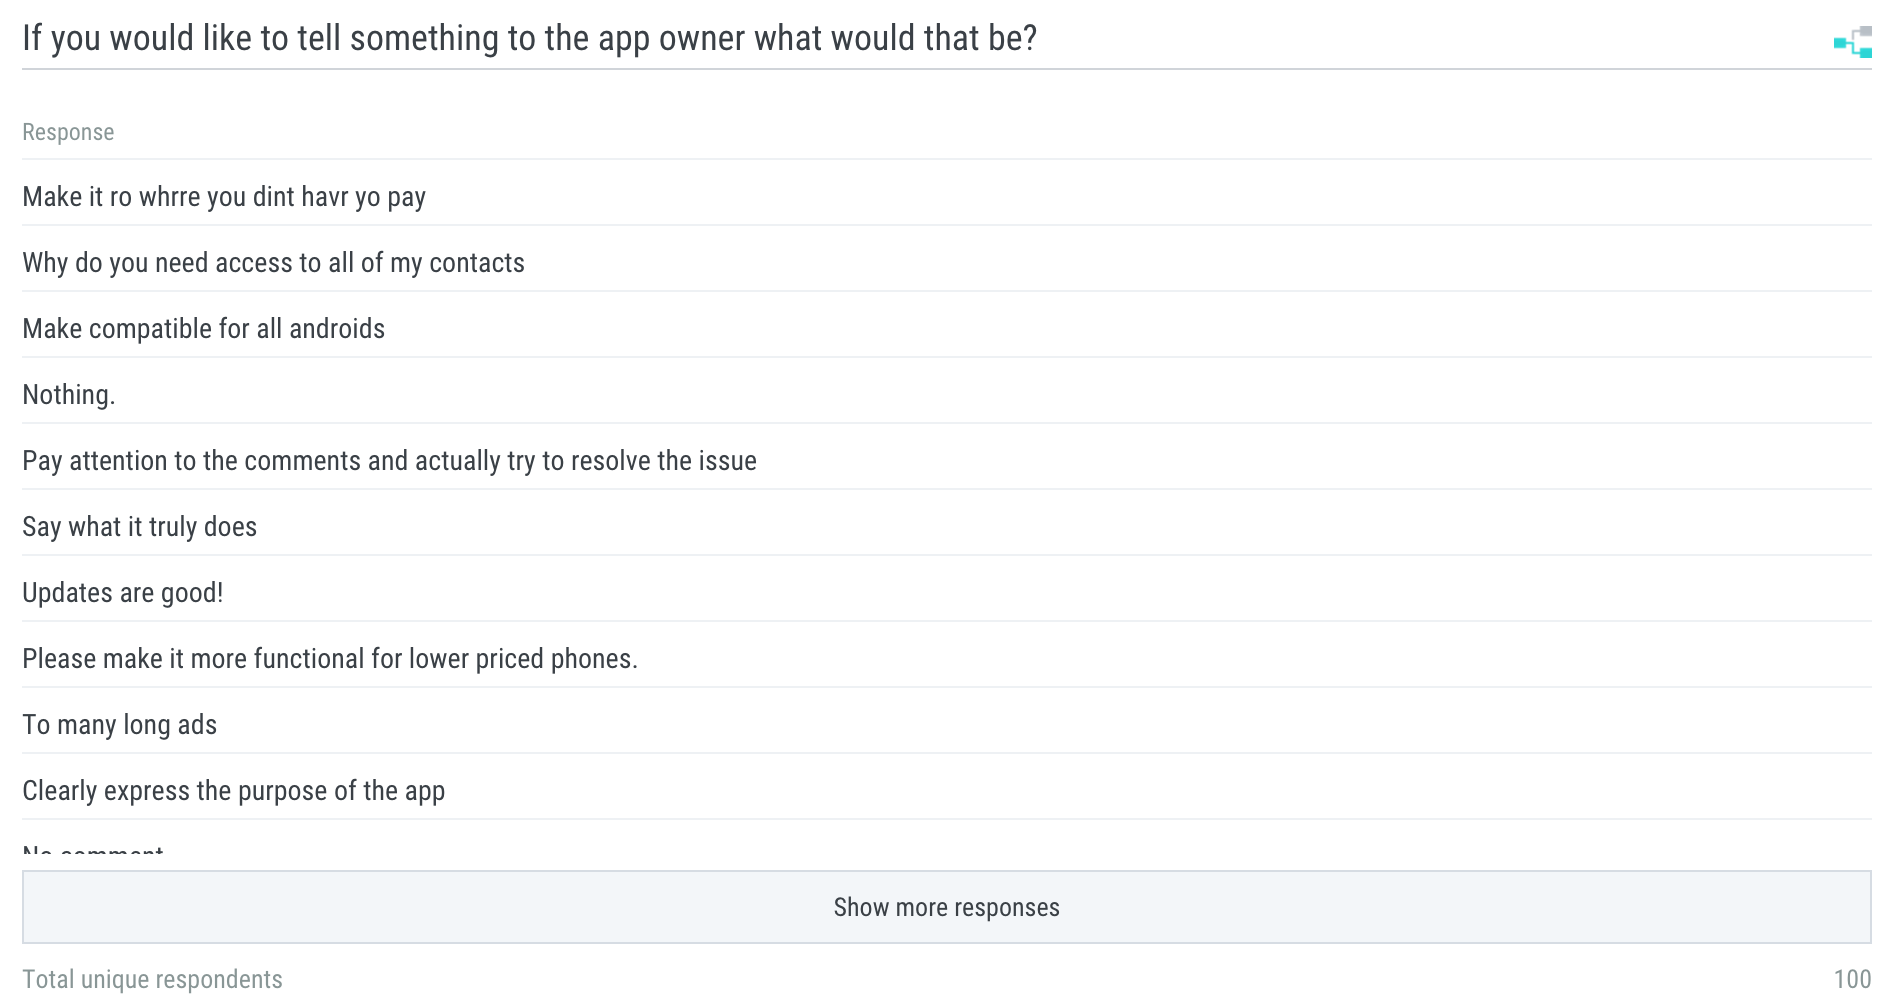 If you would like to tell something to the app owner what would that be?
Response
Make it ro whrre you dint havr yo pay
Why do you need access to all of my contacts
Make compatible for all androids
Nothing.
Pay attention to the comments and actually try to resolve the issue
Say what it truly does
Updates are good!
Please make it more functional for lower priced phones.
To many long ads
Clearly express the purpose of the app
No comment
Show more responses
Total unique respondents 100